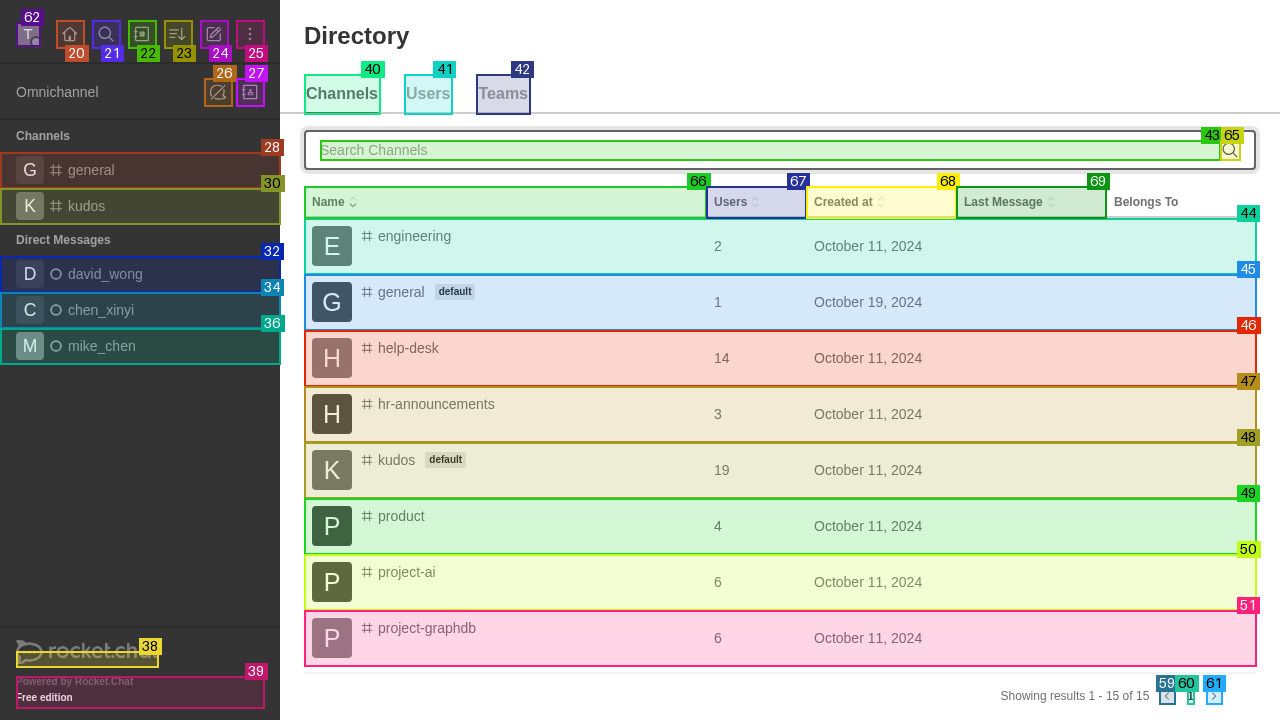 62
T
20
21
22
23
24
25
Omnichannel
26
27
Channels
28
G general
30
K kudos
Direct Messages
32
D david_wong
34
C chen_xinyi
36
M mike_chen
38
rocket.chat
39
Powered by Rocket.Chat
Free edition
Directory
40
41
42
Channels Users Teams
43
65
Search Channels
66
67
68
69
Name Users Created at Last Message Belongs To
44
E engineering 2 October 11, 2024
45
G general default 1 October 19, 2024
46
H help-desk 14 October 11, 2024
47
H hr-announcements 3 October 11, 2024
48
K kudos default 19 October 11, 2024
49
P product 4 October 11, 2024
50
P project-ai 6 October 11, 2024
51
P project-graphdb 6 October 11, 2024
59
60
61
Showing results 1 - 15 of 15 1